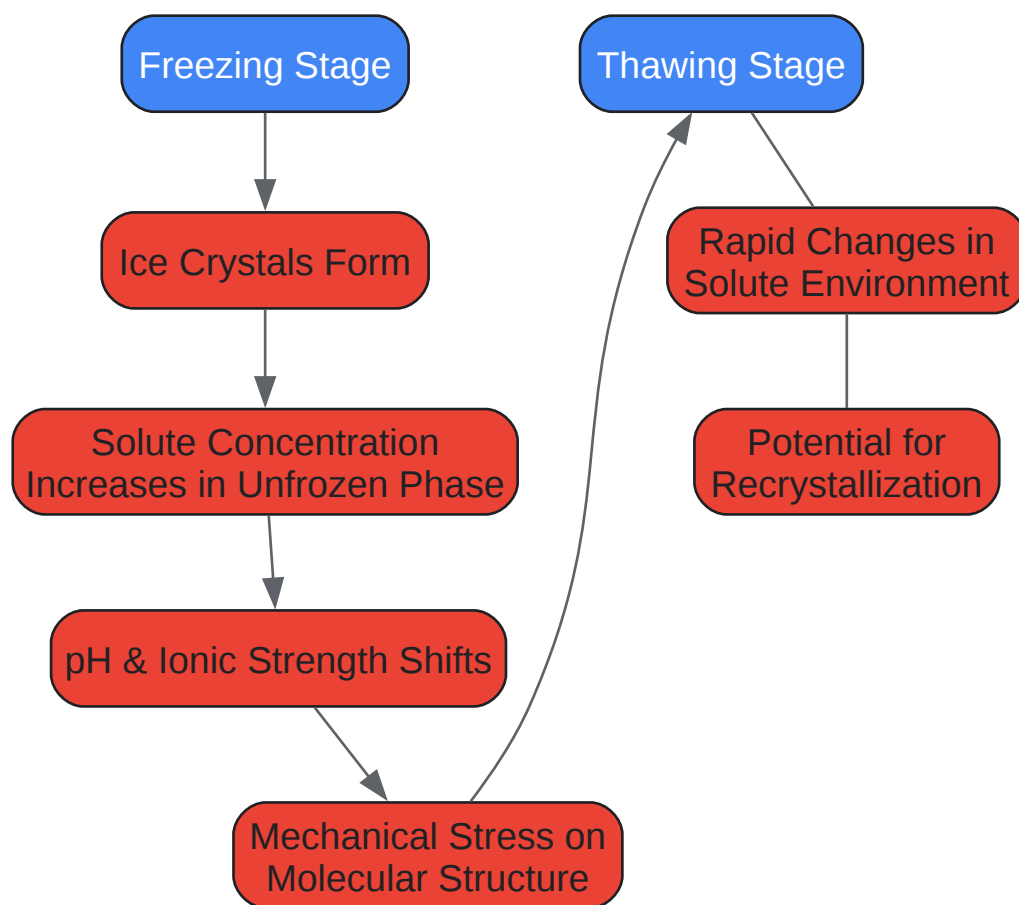 Freezing Stage
Thawing Stage
Ice Crystals Form
Rapid Changes in
Solute Environment
Solute Concentration
Increases in Unfrozen Phase
Potential for
Recrystallization
pH & Ionic Strength Shifts
Mechanical Stress on
Molecular Structure